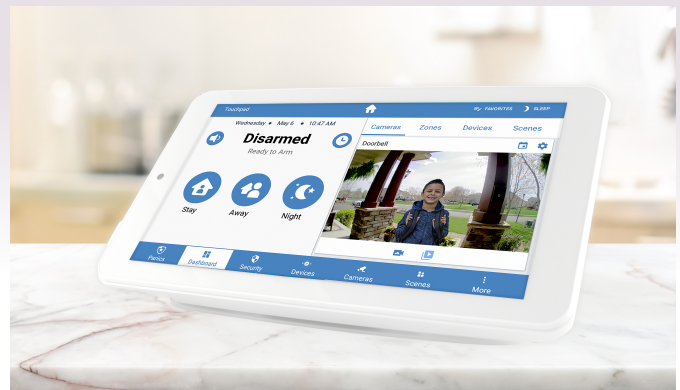 Touchpad
FAVORITES
SLEEP
Wednesday • May 6 • 10:47 AM
Disarmed
Ready to Arm
Stay
Away
Night
Cameras Zones Devices Scenes
Doorbell
Panics Dashboard Security Devices Cameras Scenes More